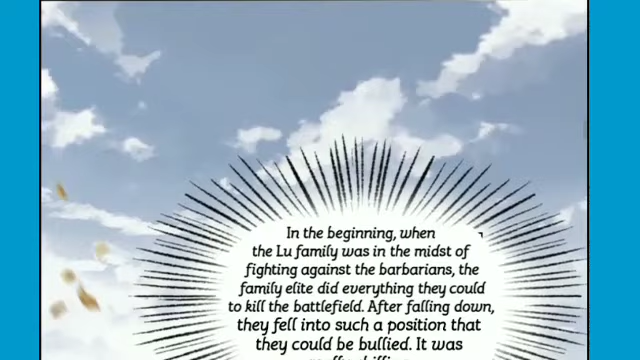 In the beginning, when
the Lu family was in the midst of
fighting against the barbarians, the
family elite did everything they could
to kill the battlefield. After falling down,
they fell into such a position that
they could be bullied. It was